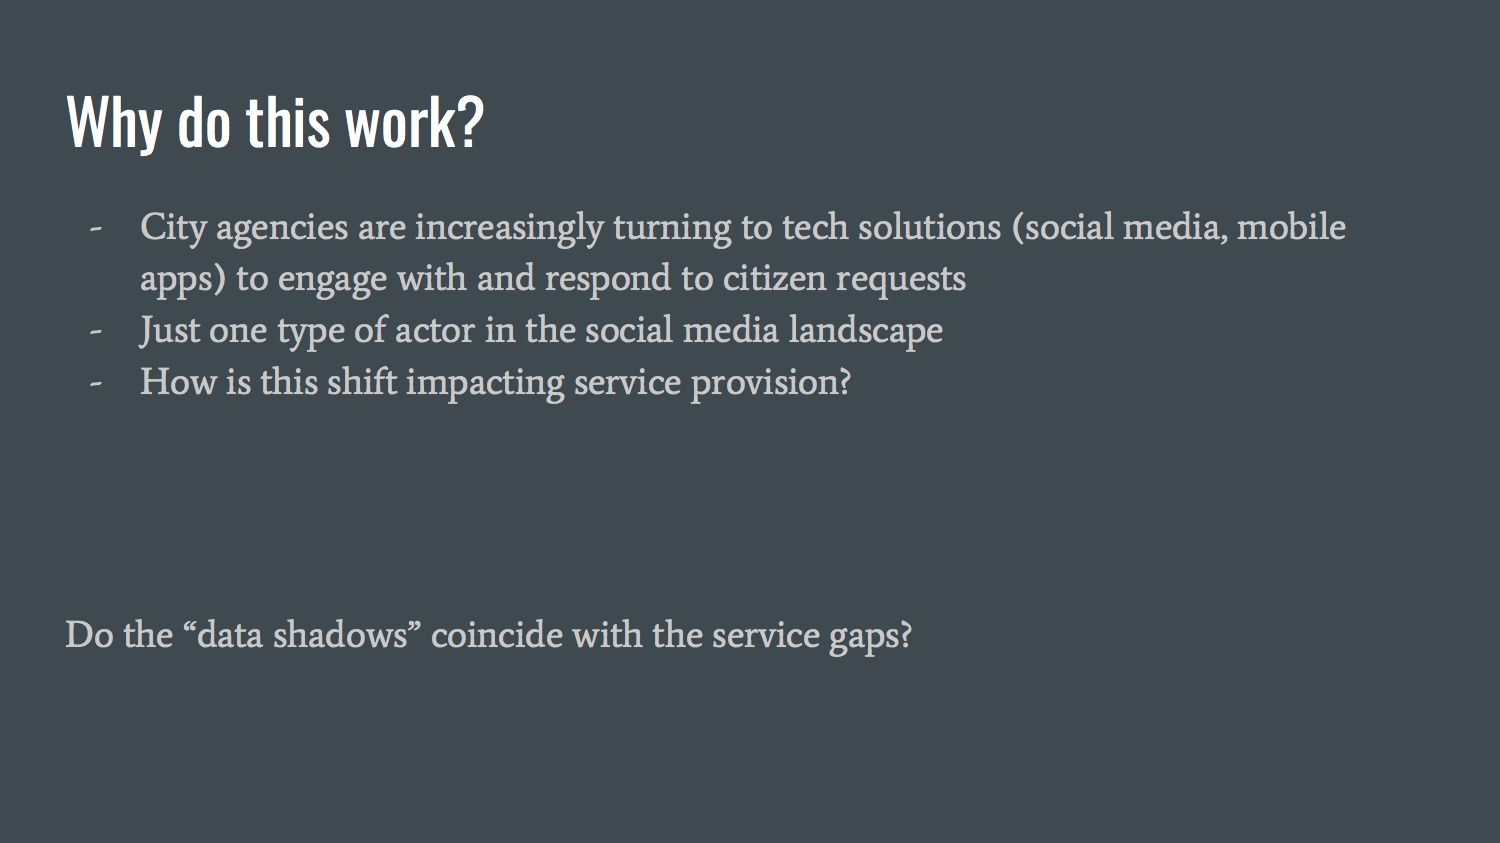 Why do this work?
- City agencies are increasingly turning to tech solutions (social media, mobile
apps) to engage with and respond to citizen requests
- Just one type of actor in the social media landscape
- How is this shift impacting service provision?
Do the “data shadows” coincide with the service gaps?